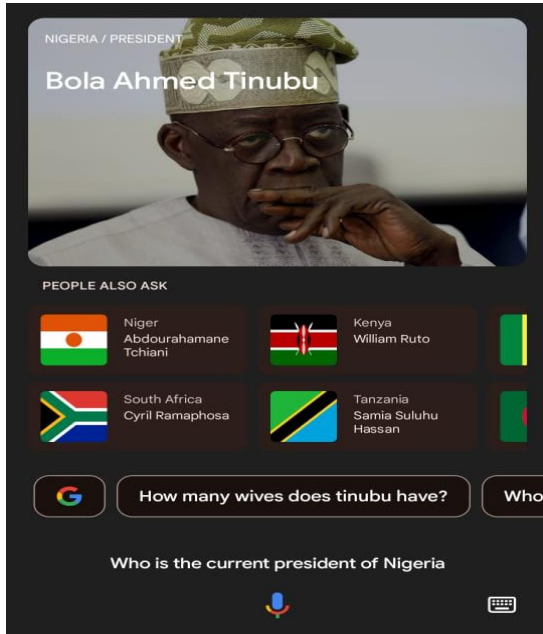 NIGERIA / PRESIDENT
Bola Ahmed Tinubu
PEOPLE ALSO ASK
Niger
Abdourahamane
Tchiani
Kenya
William Ruto
South Africa
Cyril Ramaphosa
Tanzania
Samia Suluhu
Hassan
G
How many wives does tinubu have?
Who
Who is the current president of Nigeria